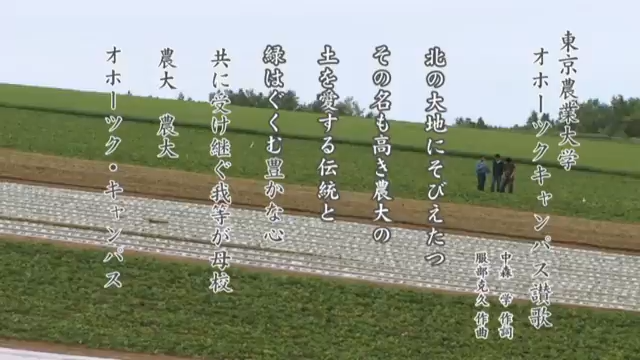 東京農業大学
オホーツクキャンパス讃歌
中森 学 作詞
服部克久 作曲
北の大地にそびえたつ
その名も高き農大の
土を愛する伝統と
緑はぐくむ豊かな心
共に受け継ぐ我等が母校
農大 農大
オホーツク・キャンパス